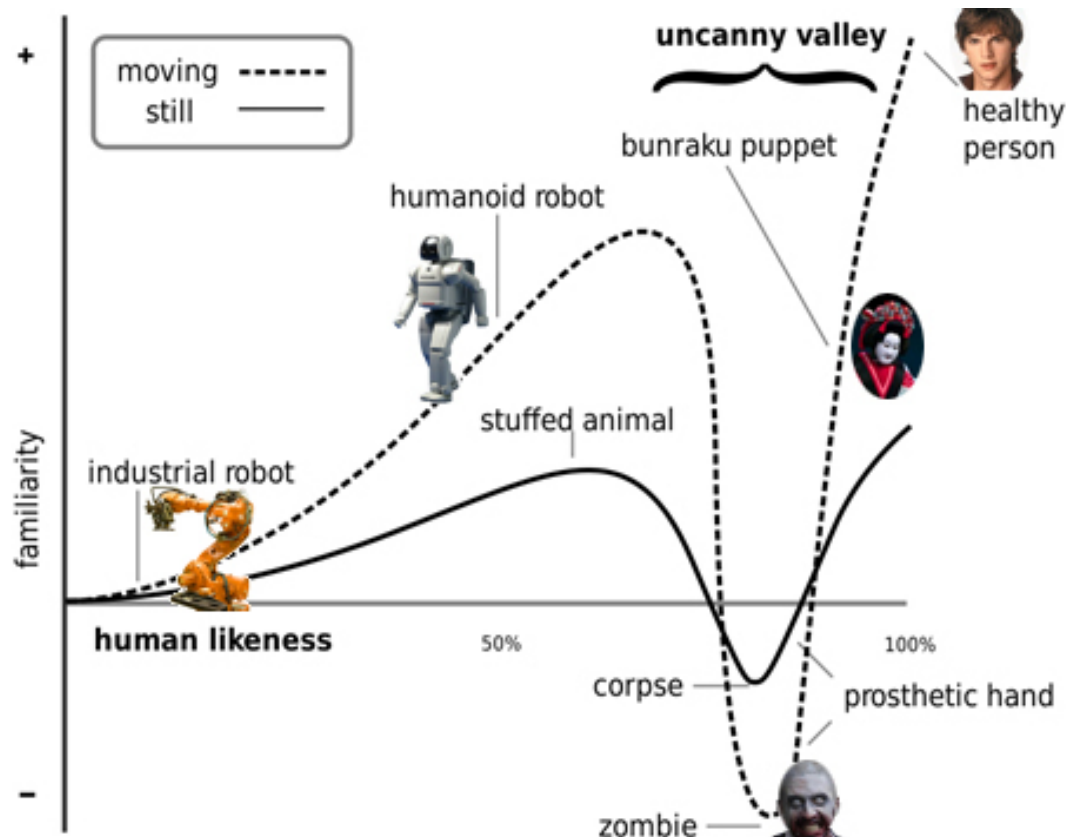 +
uncanny valley
moving
still
healthy
person
bunraku puppet
humanoid robot
stuffed animal
industrial robot
familiarity
human likeness
50%
100%
corpse
prosthetic hand
–
zombie